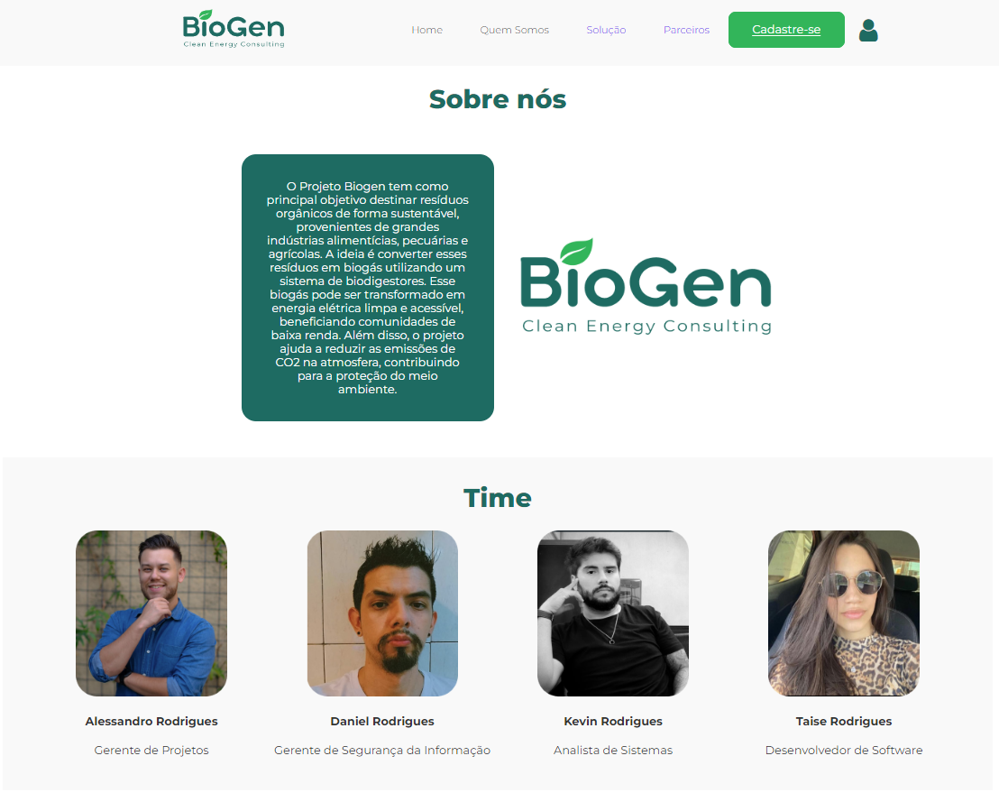 BioGen
Clean Energy Consulting
Home
Quem Somos
Solução
Parceiros
Cadastre-se
Sobre nós
O Projeto Biogen tem como
principal objetivo destinar resíduos
orgânicos de forma sustentável,
provenientes de grandes
indústrias alimentícias, pecuárias e
agrícolas. A ideia é converter esses
resíduos em biogás utilizando um
sistema de biodigestores. Esse
biogás pode ser transformado em
energia elétrica limpa e acessível,
beneficiando comunidades de
baixa renda. Além disso, o projeto
ajuda a reduzir as emissões de
CO2 na atmosfera, contribuindo
para a proteção do meio
ambiente.
BioGen
Clean Energy Consulting
Time
Alessandro Rodrigues
Gerente de Projetos
Daniel Rodrigues
Gerente de Segurança da Informação
Kevin Rodrigues
Analista de Sistemas
Taise Rodrigues
Desenvolvedor de Software